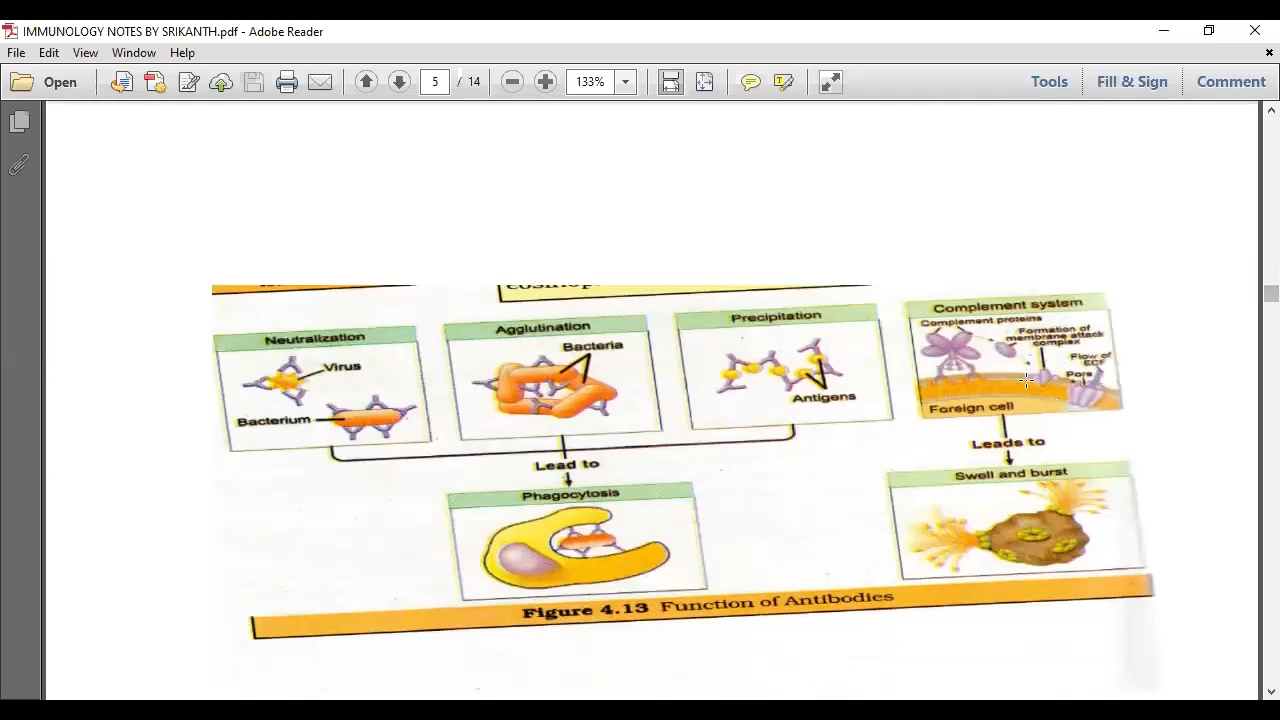 IMMUNOLOGY NOTES BY SRIKANTH.pdf - Adobe Reader
File Edit View Window Help
Open
5 / 14
133%
Tools
Fill & Sign
Comment
Neutralization
Virus
Bacterium
Agglutination
Bacteria
Precipitation
Antigens
Complement system
Complement proteins
Formation of
membrane attack
complex
Flow of
ECF
Pore
Foreign cell
Lead to
Leads to
Phagocytosis
Swell and burst
Figure 4.13 Function of Antibodies